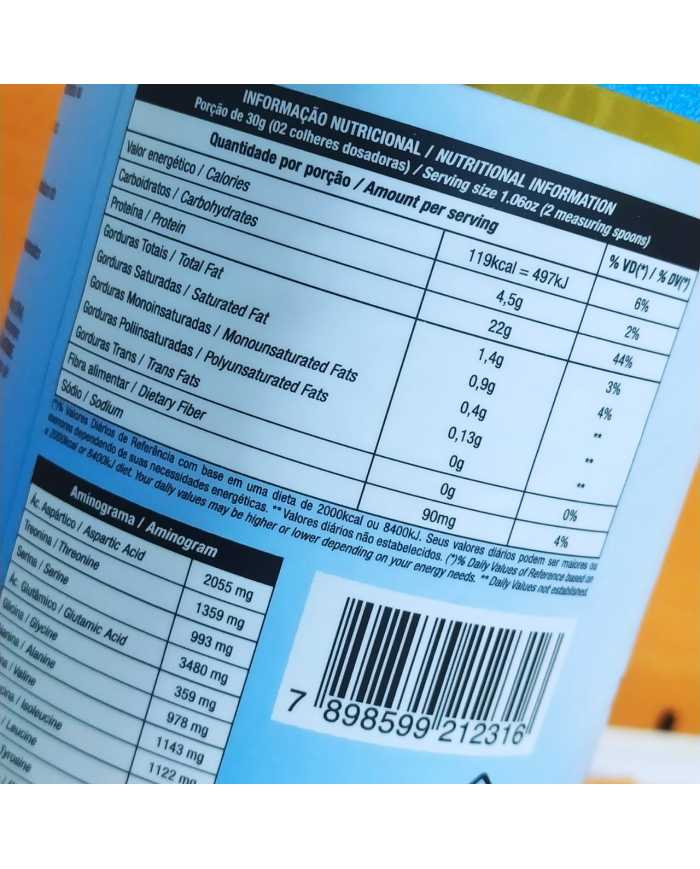 INFORMAÇÃO NUTRICIONAL / NUTRITIONAL INFORMATION
Porção de 30g (02 colheres dosadoras) / Serving size 1.06oz (2 measuring spoons)
Quantidade por porção / Amount per serving % VD(*) / % DV(*)
Valor energético / Calories 119kcal = 497kJ 6%
Carboidratos / Carbohydrates 4,5g 2%
Proteína / Protein 22g 44%
Gorduras Totais / Total Fat 1,4g 3%
Gorduras Saturadas / Saturated Fat 0,9g 4%
Gorduras Monoinsaturadas / Monounsaturated Fats 0,4g **
Gorduras Poliinsaturadas / Polyunsaturated Fats 0,13g **
Gorduras Trans / Trans Fats 0g **
Fibra alimentar / Dietary Fiber 0g 0%
Sódio / Sodium 90mg 4%
(*)% Valores Diários de Referência com base em uma dieta de 2000kcal ou 8400kJ. Seus valores diários podem ser maiores ou
menores dependendo de suas necessidades energéticas. ** Valores diários não estabelecidos. (*)% Daily Values of Reference based on
a 2000kcal or 8400kJ diet. Your daily values may be higher or lower depending on your energy needs. ** Daily Values not established.
Aminograma / Aminogram
Ác. Aspártico / Aspartic Acid 2055 mg
Treonina / Threonine 1359 mg
Serina / Serine 993 mg
Ác. Glutâmico / Glutamic Acid 3480 mg
Glicina / Glycine 359 mg
/ Alanine 978 mg
/ Valine 1143 mg
/ Isoleucine 1122 mg
/ Leucine
Tyrosine
7 898599 212316